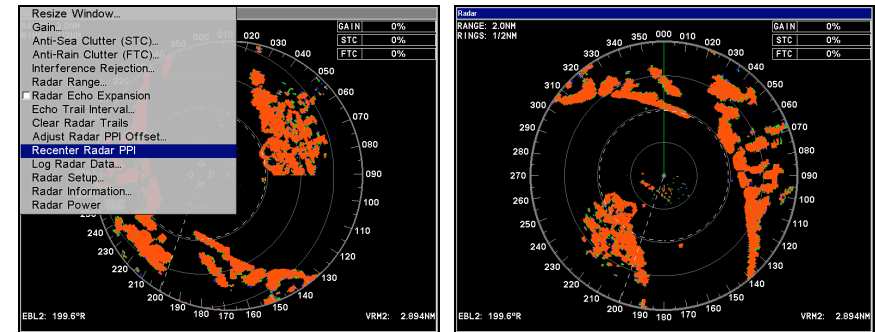 Resize Window...
Gain...
Anti-Sea Clutter (STC)...
Anti-Rain Clutter (FTC)...
Interference Rejection...
Radar Range...
Radar Echo Expansion
Echo Trail Interval...
Clear Radar Trails
Adjust Radar PPI Offset...
Recenter Radar PPI
Log Radar Data...
Radar Setup...
Radar Information...
Radar Power
GAIN 0%
STC 0%
FTC 0%
350 000 010 020 030 040 050 060 070 080 090 100 110 120 130 140 150 160 170 180 190 200 210 220 230 240
EBL2: 199.6°R
VRM2: 2.894NM
Radar
RANGE: 2.0NM
RINGS: 1/2NM
GAIN 0%
STC 0%
FTC 0%
000 010 020 030 040 050 060 070 080 090 100 110 120 130 140 150 160 170 180 190 200 210 220 230 240 250 260 270 280 290 300 310 320 330 340 350
EBL2: 199.6°R
VRM2: 2.894NM